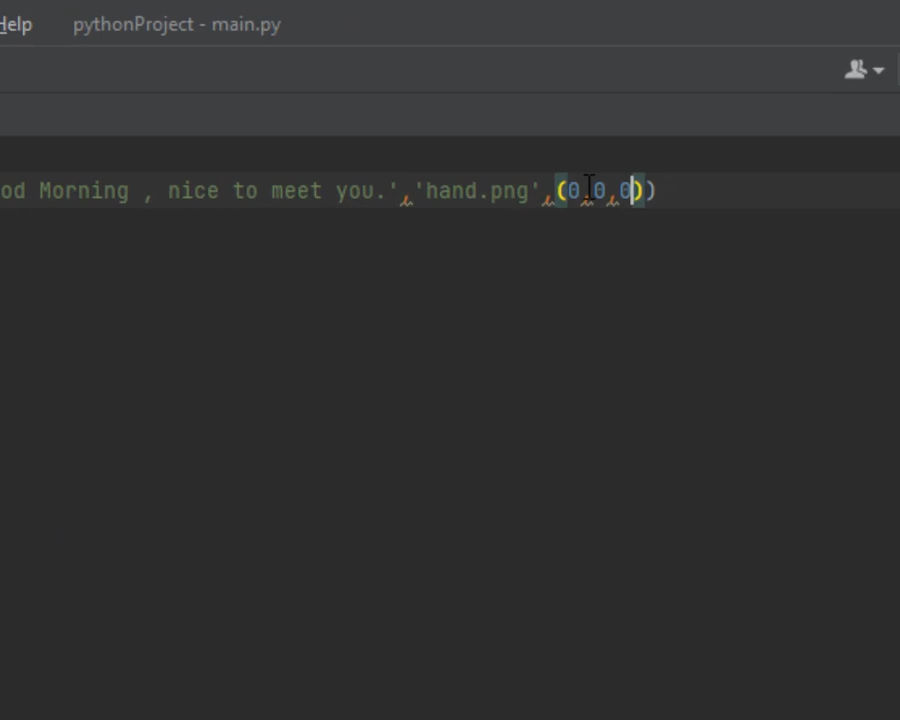 Help pythonProject - main.py
od Morning , nice to meet you.','hand.png',(0,0,0))